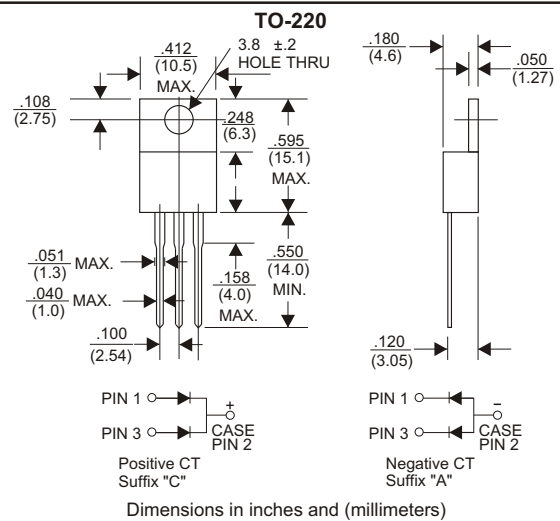 TO-220
.412
(10.5)
MAX.
3.8 ±.2
HOLE THRU
.180
(4.6)
.050
(1.27)
.108
(2.75)
.248
(6.3)
.595
(15.1)
MAX.
.051
(1.3) MAX.
.040
(1.0) MAX.
.158
(4.0)
MAX.
.550
(14.0)
MIN.
.100
(2.54)
.120
(3.05)
PIN 1
+
PIN 3
CASE
PIN 2
Positive CT
Suffix "C"
PIN 1
−
PIN 3
CASE
PIN 2
Negative CT
Suffix "A"
Dimensions in inches and (millimeters)